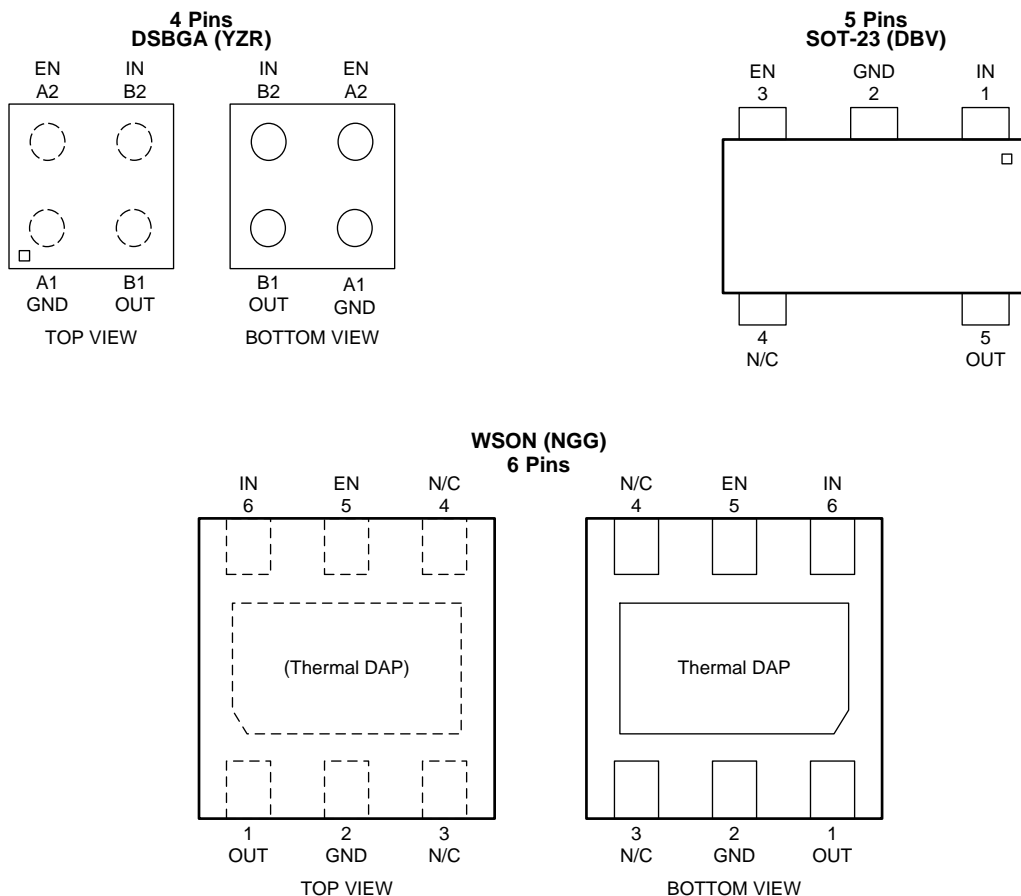 4 Pins
DSBGA (YZR)
EN IN IN EN
A2 B2 B2 A2
A1 B1 B1 A1
GND OUT OUT GND
TOP VIEW BOTTOM VIEW
5 Pins
SOT-23 (DBV)
EN GND IN
3 2 1
4 5
N/C OUT
WSON (NGG)
6 Pins
IN EN N/C N/C EN IN
6 5 4 4 5 6
(Thermal DAP) Thermal DAP
1 2 3 3 2 1
OUT GND N/C N/C GND OUT
TOP VIEW BOTTOM VIEW